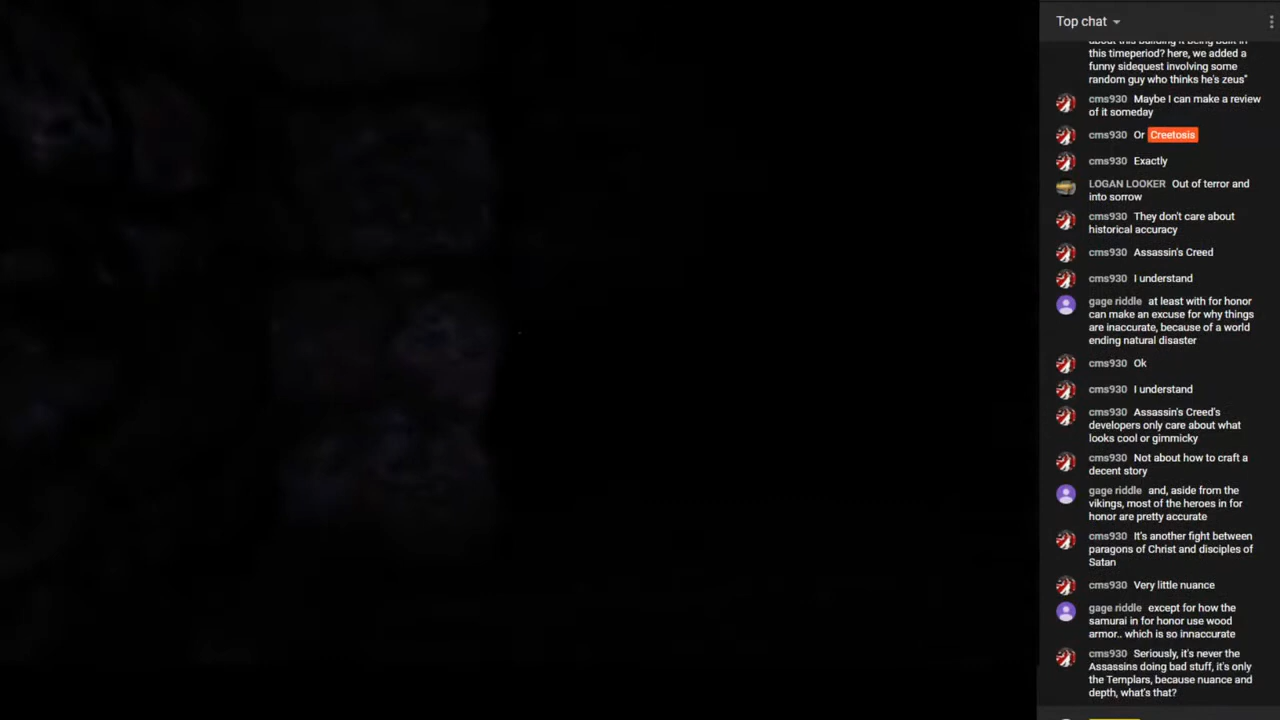 Top chat
about this building it being built in
this timeperiod? here, we added a
funny sidequest involving some
random guy who thinks he's zeus"
cms930 Maybe I can make a review
of it someday
cms930 Or Creetosis
cms930 Exactly
LOGAN LOOKER Out of terror and
into sorrow
cms930 They don't care about
historical accuracy
cms930 Assassin's Creed
cms930 I understand
gage riddle at least with for honor
can make an excuse for why things
are inaccurate, because of a world
ending natural disaster
cms930 Ok
cms930 I understand
cms930 Assassin's Creed's
developers only care about what
looks cool or gimmicky
cms930 Not about how to craft a
decent story
gage riddle and, aside from the
vikings, most of the heroes in for
honor are pretty accurate
cms930 It's another fight between
paragons of Christ and disciples of
Satan
cms930 Very little nuance
gage riddle except for how the
samurai in for honor use wood
armor.. which is so innaccurate
cms930 Seriously, it's never the
Assassins doing bad stuff, it's only
the Templars, because nuance and
depth, what's that?